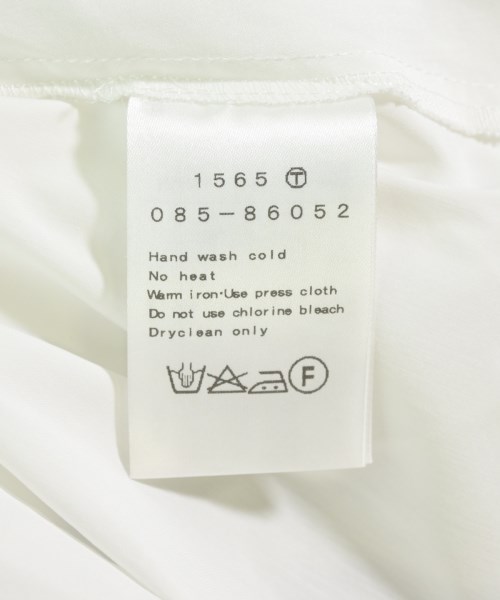 1565 Ⓣ
085-86052
Hand wash cold
No heat
Warm iron·Use press cloth
Do not use chlorine bleach
Dryclean only
F